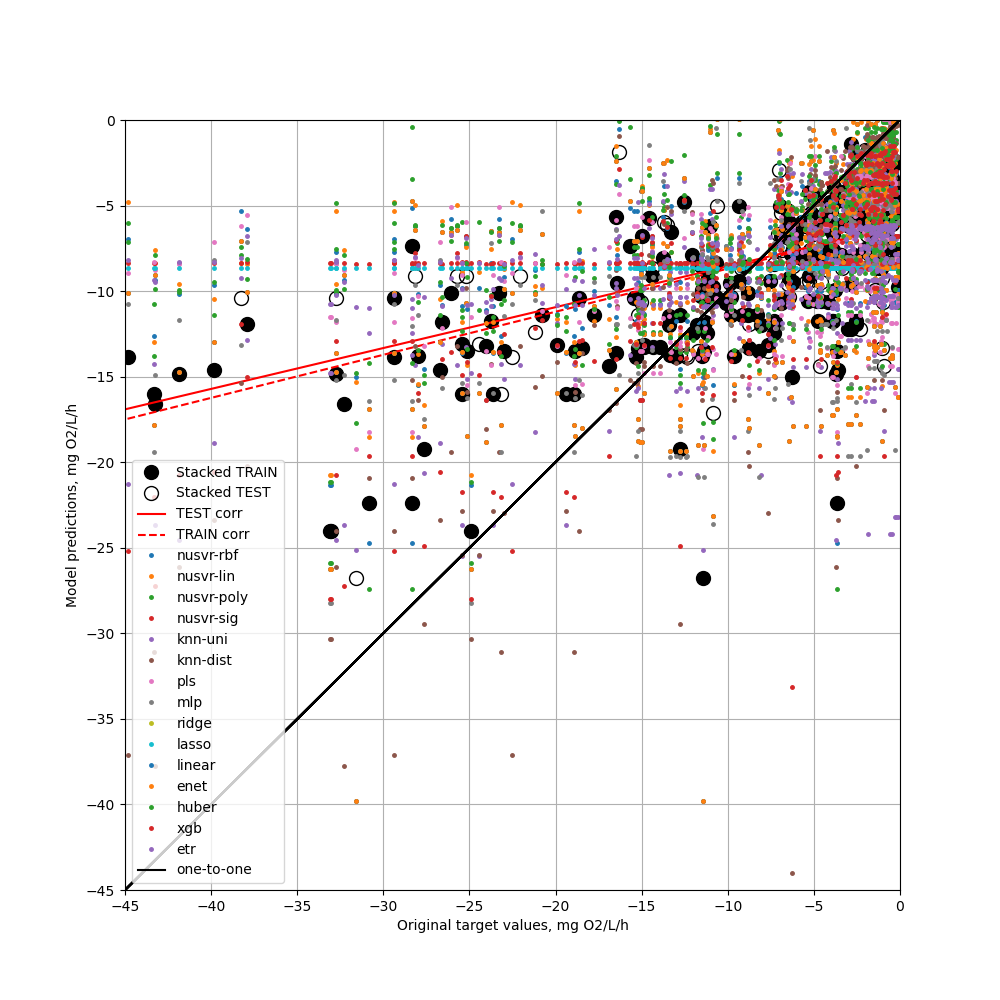 0
−5
−10
−15
−20
−25
−30
−35
−40
−45
Model predictions, mg O2/L/h
Stacked TRAIN
Stacked TEST
TEST corr
TRAIN corr
nusvr-rbf
nusvr-lin
nusvr-poly
nusvr-sig
knn-uni
knn-dist
pls
mlp
ridge
lasso
linear
enet
huber
xgb
etr
one-to-one
−45 −40 −35 −30 −25 −20 −15 −10 −5 0
Original target values, mg O2/L/h